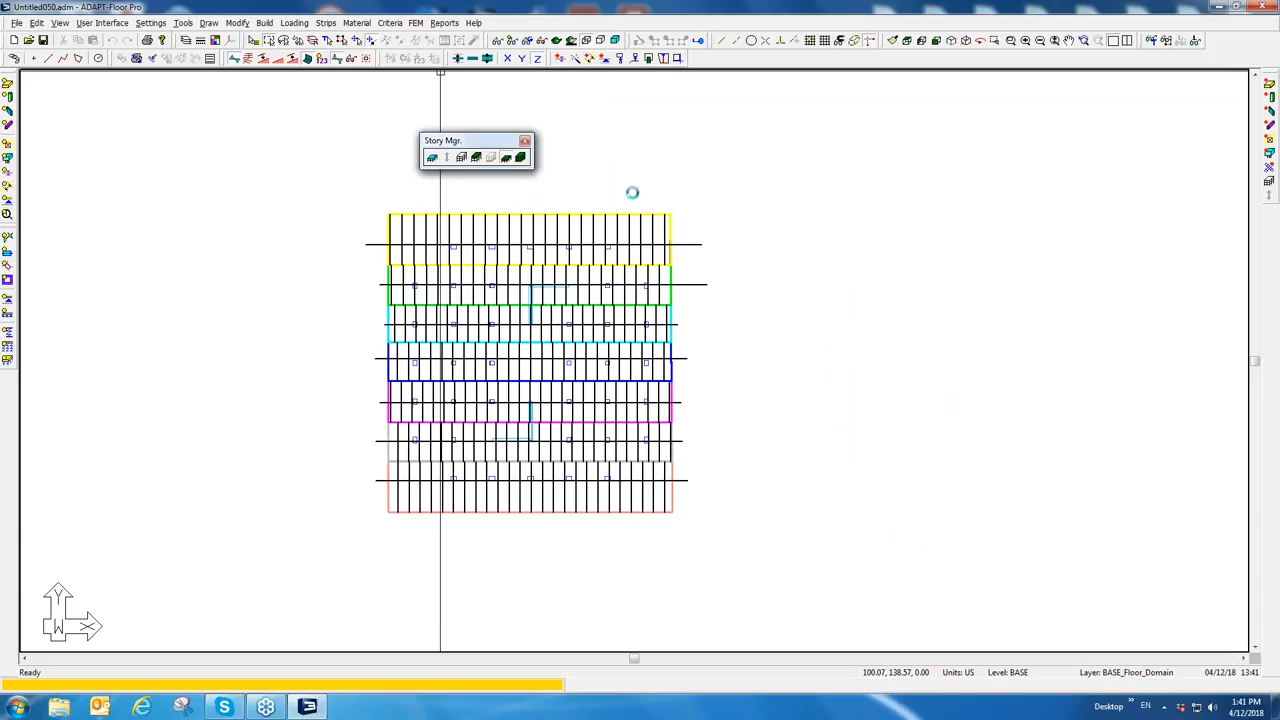 Untitled050.adm - ADAPT-Floor Pro
File Edit View User Interface Settings Tools Draw Modify Build Loading Strips Material Criteria FEM Reports Help
X Y Z
Story Mgr.
Y
W X
Ready 100.07, 138.57, 0.00 Units: US Level: BASE Layer: BASE_Floor_Domain 04/12/18 13:41
Desktop » EN 1:41 PM
4/12/2018